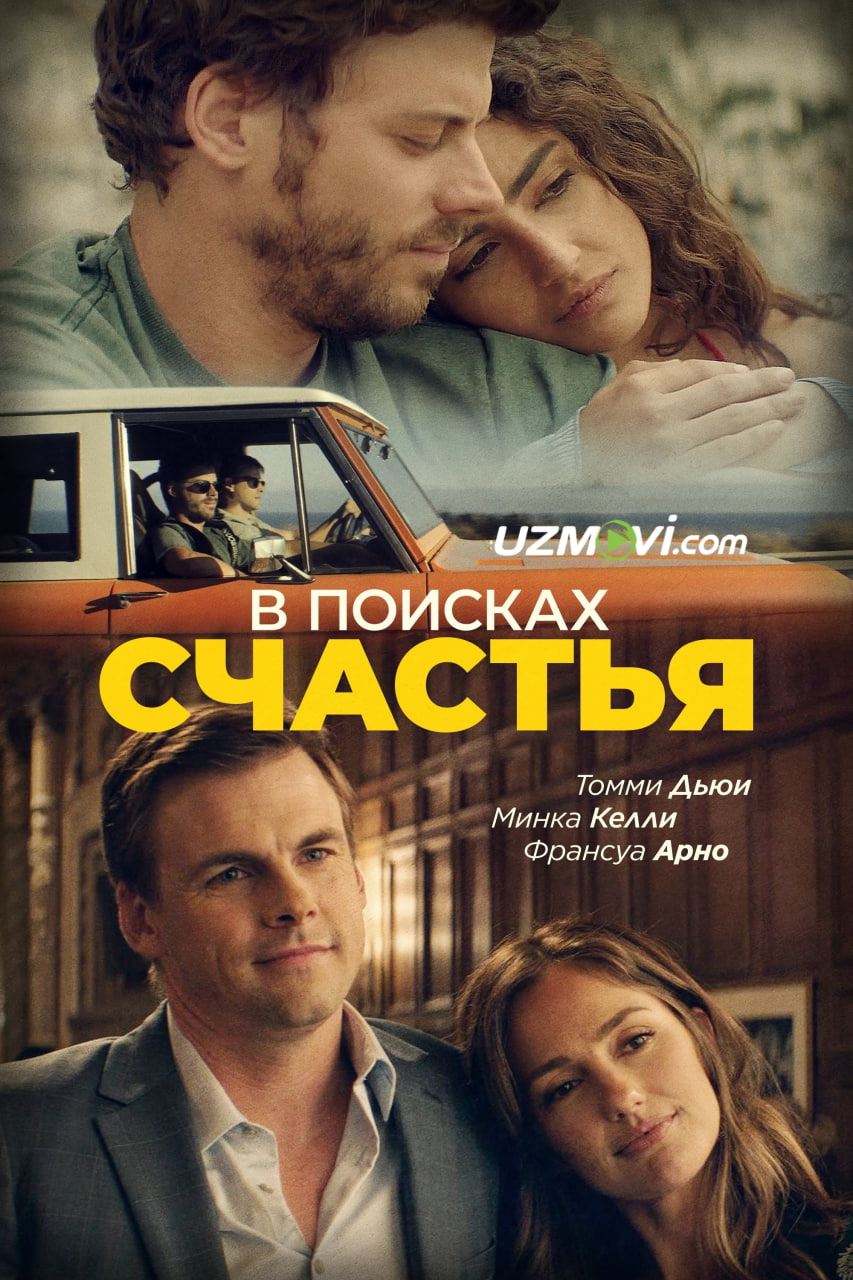 UZMOVi.com
В ПОИСКАХ
СЧАСТЬЯ
Томми Дьюи
Минка Келли
Франсуа Арно